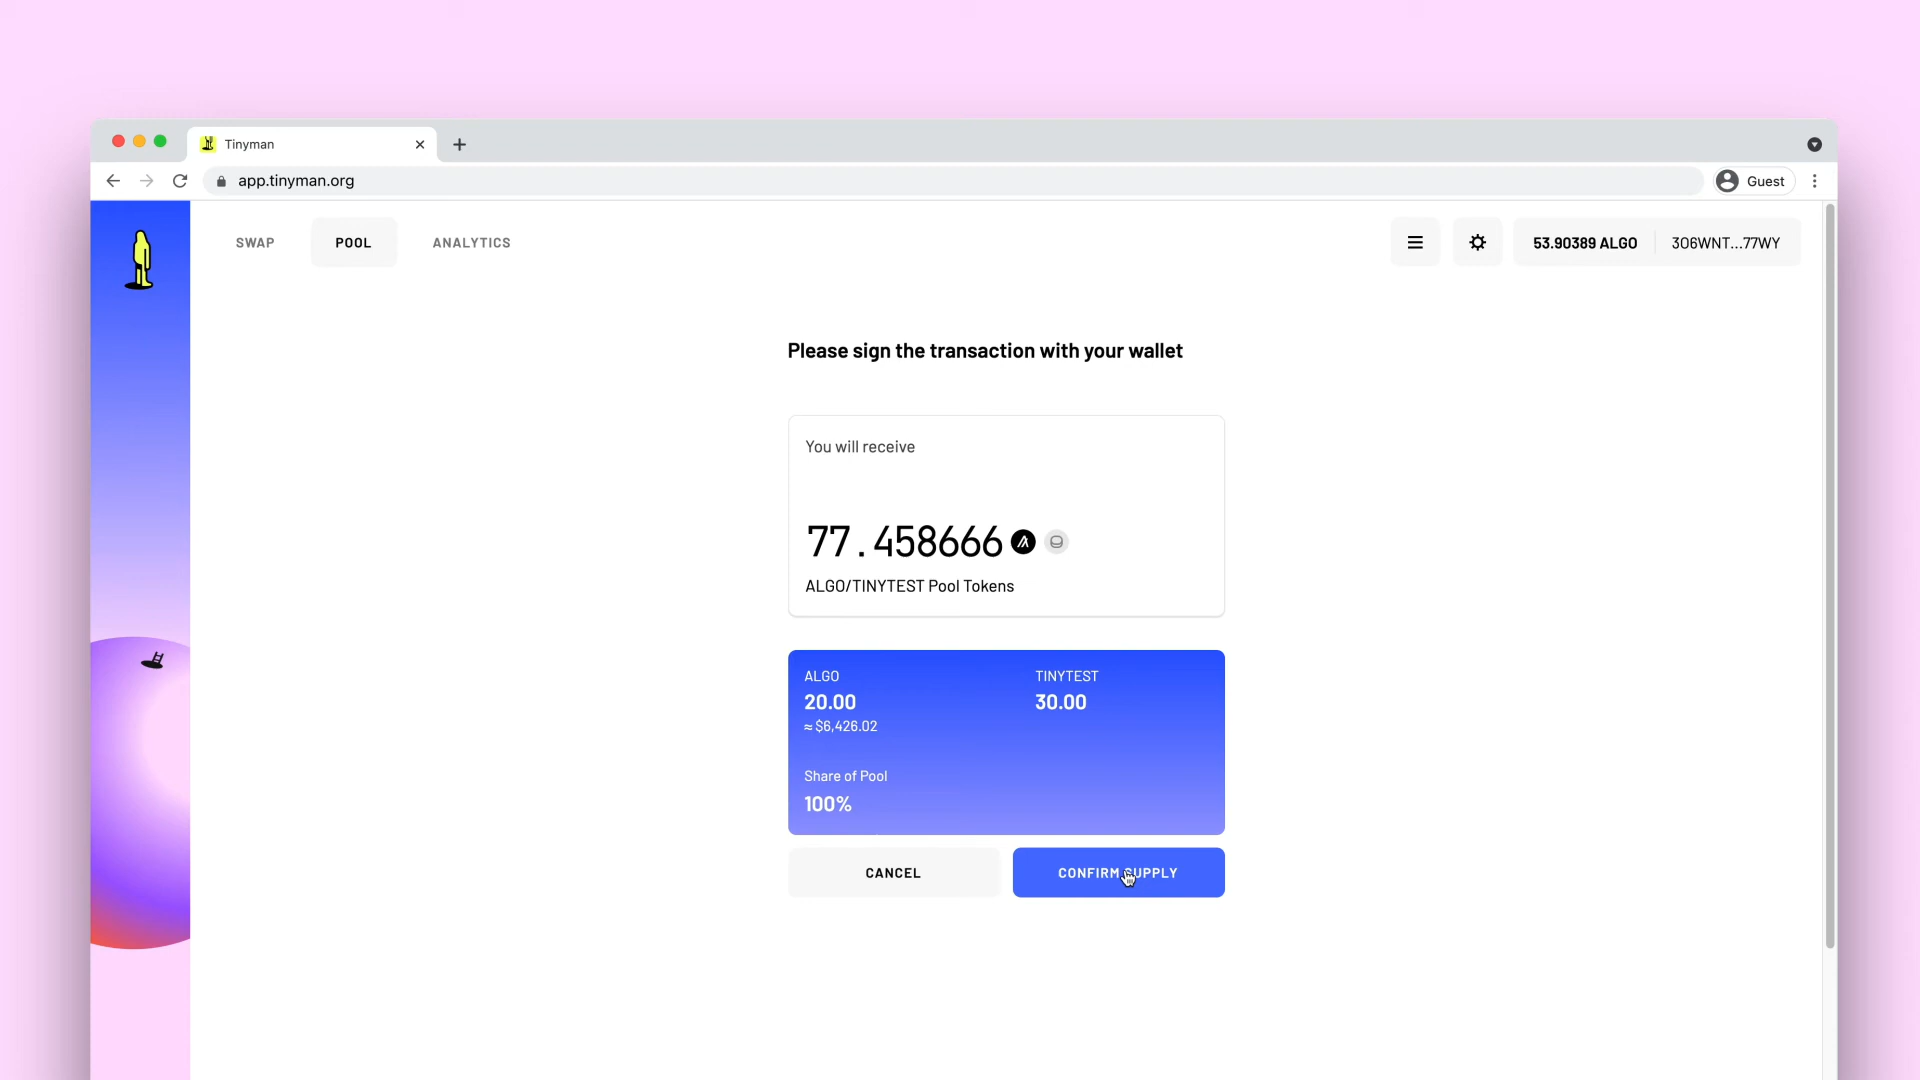 Tinyman
app.tinyman.org
Guest
SWAP
POOL
ANALYTICS
53.90389 ALGO
3O6WNT...77WY
Please sign the transaction with your wallet
You will receive
77.458666
ALGO/TINYTEST Pool Tokens
ALGO
TINYTEST
20.00
30.00
≈ $6,426.02
Share of Pool
100%
CANCEL
CONFIRM SUPPLY